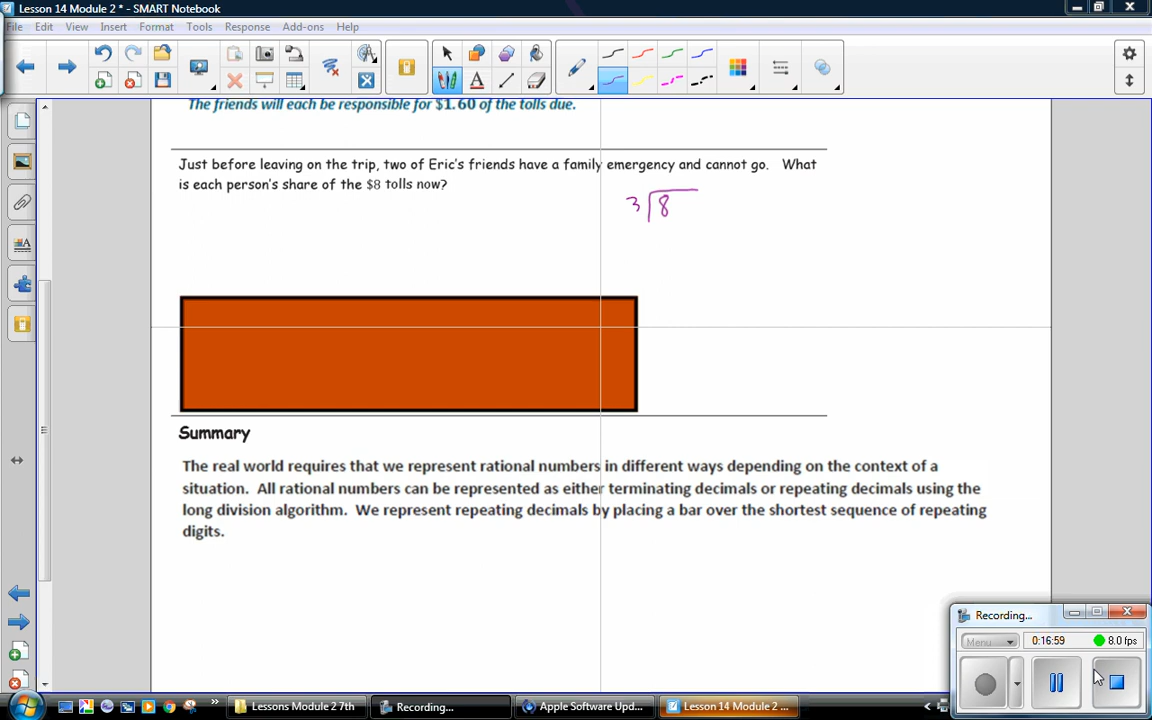 Lesson 14 Module 2 * - SMART Notebook
File Edit View Insert Format Tools Add-ons Response Help
The friends will each be responsible for $1.60 of the tolls due.
Just before leaving on the trip, two of Eric's friends have a family emergency and cannot go. What
is each person's share of the $8 tolls now?
3 8
Summary
The real world requires that we represent rational numbers in different ways depending on the context of a
situation. All rational numbers can be represented as either terminating decimals or repeating decimals using the
long division algorithm. We represent repeating decimals by placing a bar over the shortest sequence of repeating
digits.
Recording...
Menu 0:16:59 8.0 fps
Lessons Module 2 7th Recording... Apple Software Upd... Lesson 14 Module 2 ... 7:20 PM